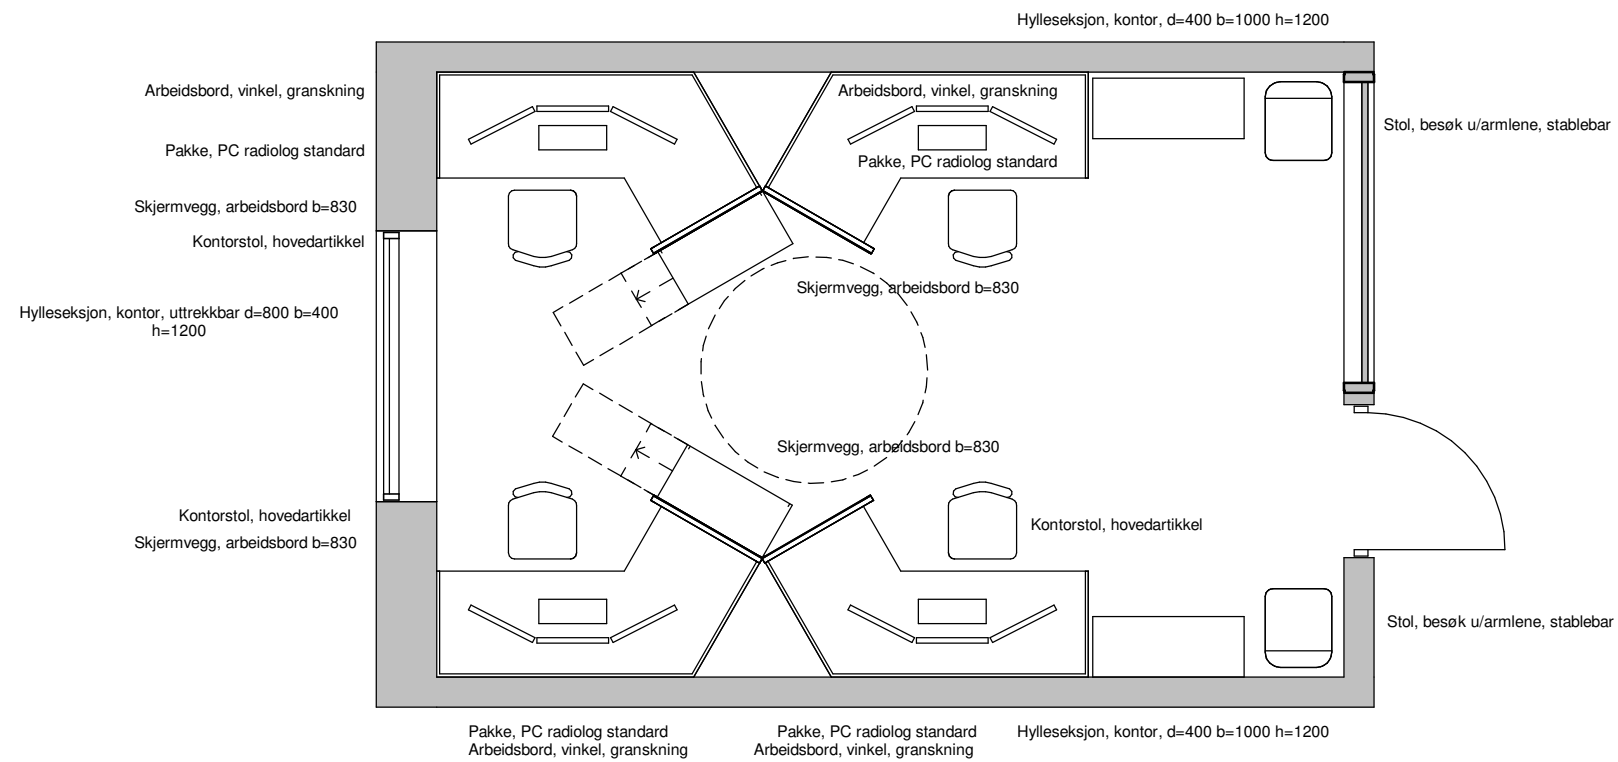 Hylleseksjon, kontor, d=400 b=1000 h=1200
Arbeidsbord, vinkel, granskning
Arbeidsbord, vinkel, granskning
Stol, besøk u/armlene, stablebar
Pakke, PC radiolog standard
Pakke, PC radiolog standard
Skjermvegg, arbeidsbord b=830
Kontorstol, hovedartikkel
Skjermvegg, arbeidsbord b=830
Hylleseksjon, kontor, uttrekkbar d=800 b=400
h=1200
Skjermvegg, arbeidsbord b=830
Kontorstol, hovedartikkel
Kontorstol, hovedartikkel
Skjermvegg, arbeidsbord b=830
Stol, besøk u/armlene, stablebar
Pakke, PC radiolog standard
Arbeidsbord, vinkel, granskning
Pakke, PC radiolog standard
Arbeidsbord, vinkel, granskning
Hylleseksjon, kontor, d=400 b=1000 h=1200